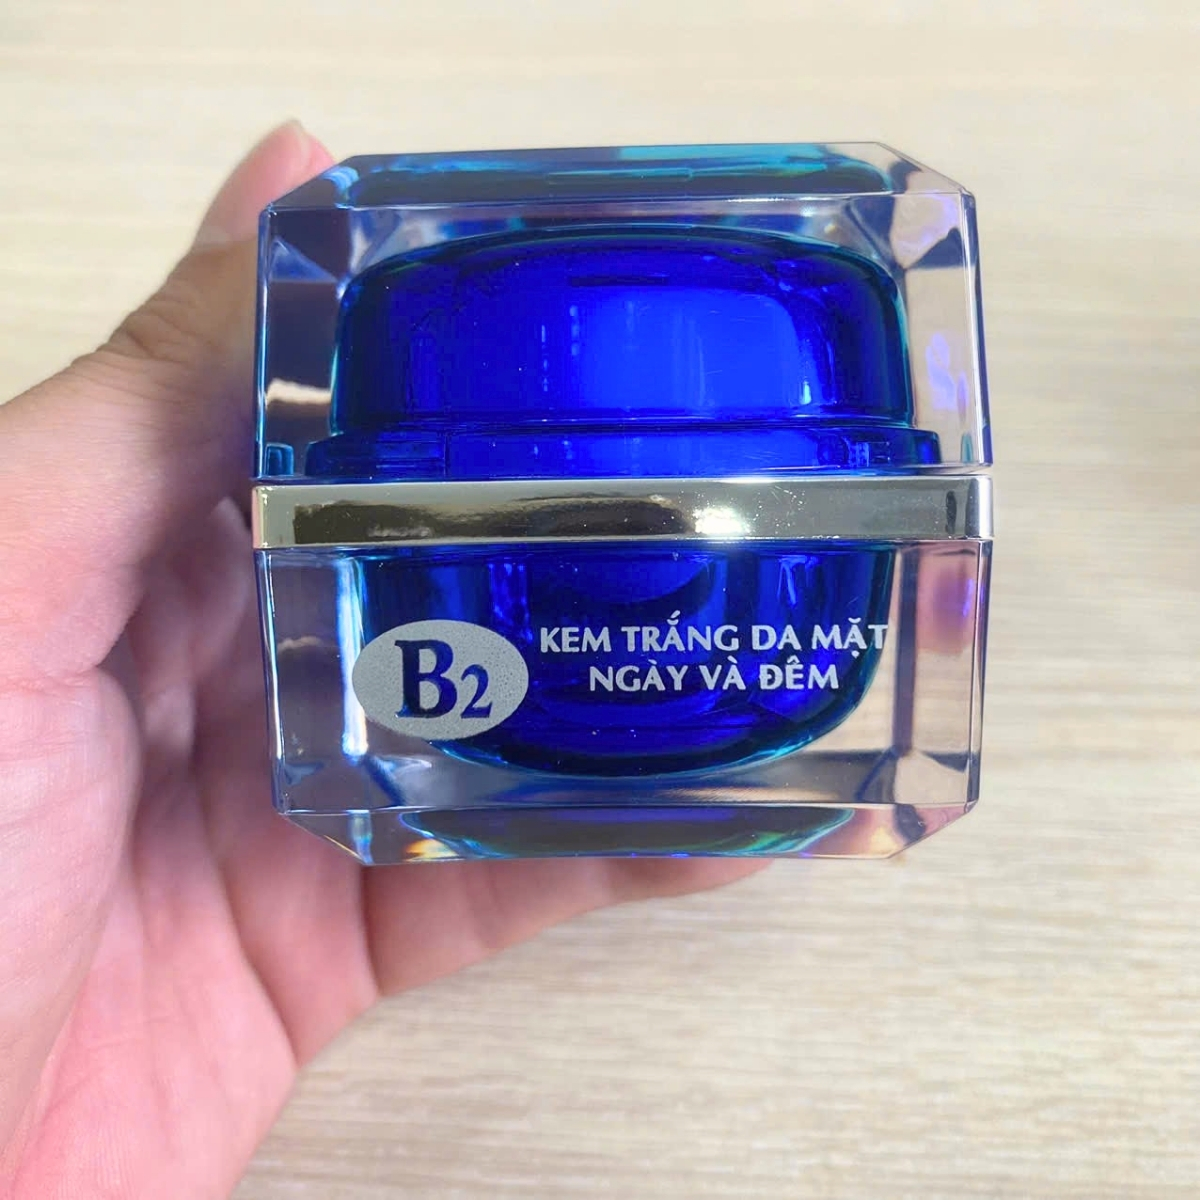 B2
KEM TRẮNG DA MẶT
NGÀY VÀ ĐÊM